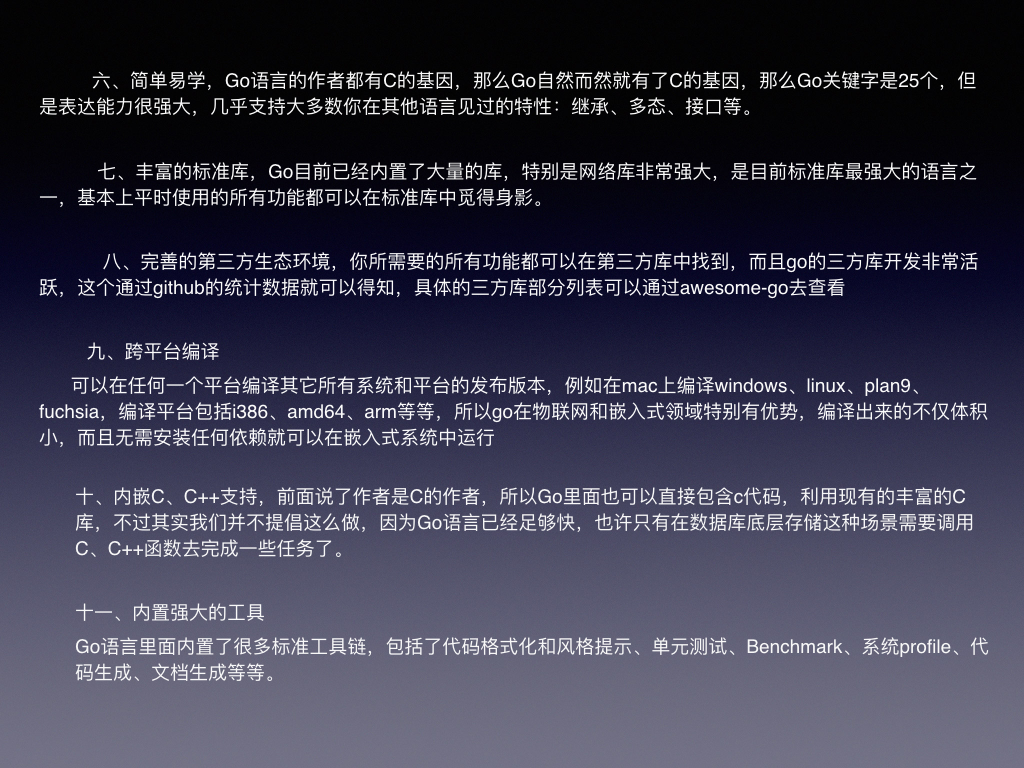 六、简单易学，Go语言的作者都有C的基因，那么Go自然而然就有了C的基因，那么Go关键字是25个，但
是表达能力很强大，几乎支持大多数你在其他语言见过的特性：继承、多态、接口等。
七、丰富的标准库，Go目前已经内置了大量的库，特别是网络库非常强大，是目前标准库最强大的语言之
一，基本上平时使用的所有功能都可以在标准库中觅得身影。
八、完善的第三方生态环境，你所需要的所有功能都可以在第三方库中找到，而且go的三方库开发非常活
跃，这个通过github的统计数据就可以得知，具体的三方库部分列表可以通过awesome-go去查看
九、跨平台编译
可以在任何一个平台编译其它所有系统和平台的发布版本，例如在mac上编译windows、linux、plan9、
fuchsia，编译平台包括i386、amd64、arm等等，所以go在物联网和嵌入式领域特别有优势，编译出来的不仅体积
小，而且无需安装任何依赖就可以在嵌入式系统中运行
十、内嵌C、C++支持，前面说了作者是C的作者，所以Go里面也可以直接包含c代码，利用现有的丰富的C
库，不过其实我们并不提倡这么做，因为Go语言已经足够快，也许只有在数据库底层存储这种场景需要调用
C、C++函数去完成一些任务了。
十一、内置强大的工具
Go语言里面内置了很多标准工具链，包括了代码格式化和风格提示、单元测试、Benchmark、系统profile、代
码生成、文档生成等等。